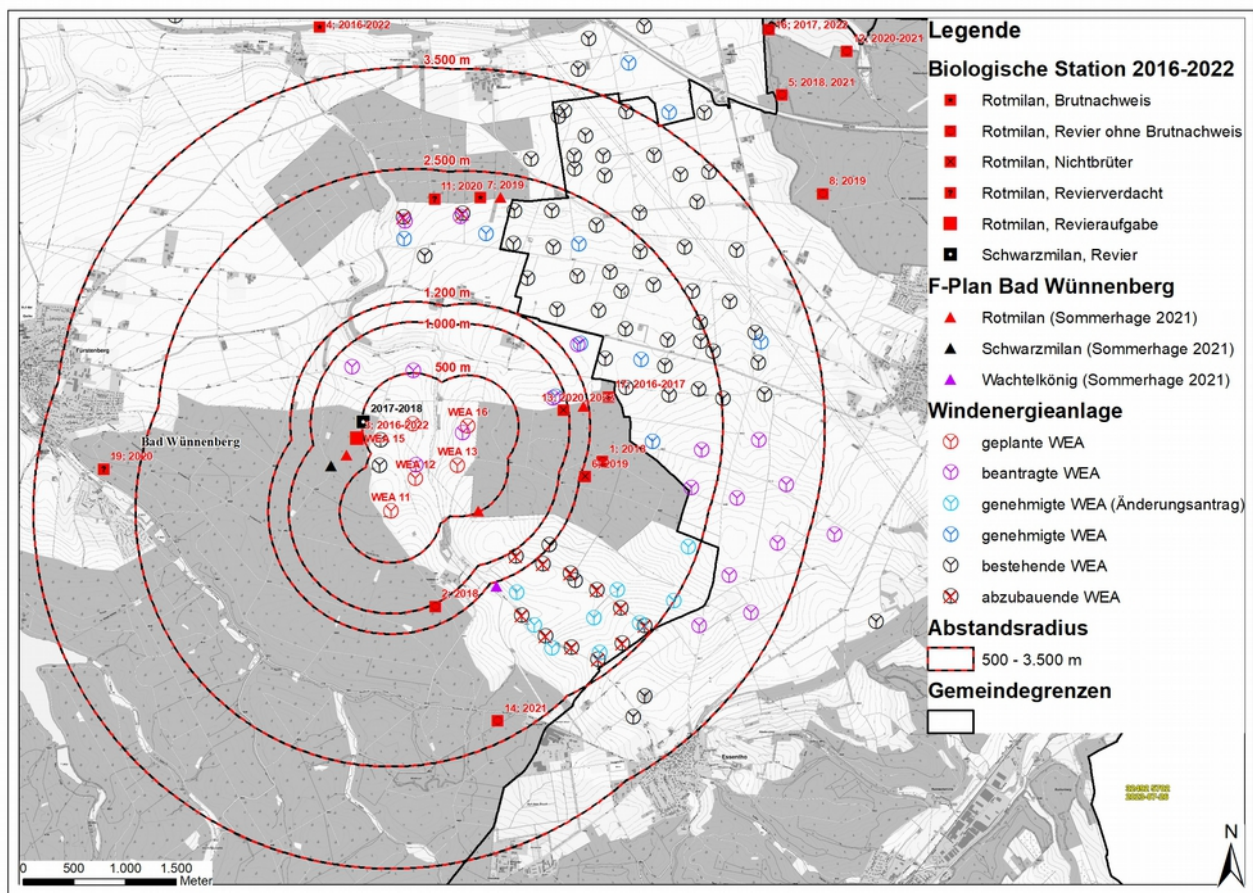 4; 2016-2022
16; 2017, 2022
12; 2020-2021
3.500 m
5; 2018, 2021
2.500 m
11; 2020
7; 2019
8; 2019
1.200 m
1.000 m
500 m
Fürstenberg
17; 2016-2017
2017-2018
WEA 16
3; 2016-2022
WEA 15
Bad Wünnenberg
WEA 13
19; 2020
WEA 12
6; 2019
WEA 11
2; 2018
14; 2021
Essentho
0 500 1.000 1.500
Meter
Legende
Biologische Station 2016-2022
Rotmilan, Brutnachweis
Rotmilan, Revier ohne Brutnachweis
Rotmilan, Nichtbrüter
Rotmilan, Revierverdacht
Rotmilan, Revieraufgabe
Schwarzmilan, Revier
F-Plan Bad Wünnenberg
Rotmilan (Sommerhage 2021)
Schwarzmilan (Sommerhage 2021)
Wachtelkönig (Sommerhage 2021)
Windenergieanlage
geplante WEA
beantragte WEA
genehmigte WEA (Änderungsantrag)
genehmigte WEA
bestehende WEA
abzubauende WEA
Abstandsradius
500 - 3.500 m
Gemeindegrenzen
N